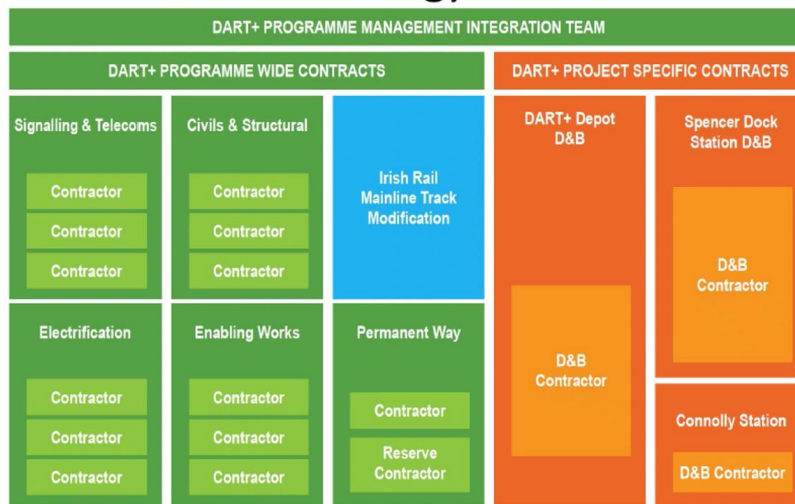 DART+ PROGRAMME MANAGEMENT INTEGRATION TEAM
DART+ PROGRAMME WIDE CONTRACTS
DART+ PROJECT SPECIFIC CONTRACTS
Signalling & Telecoms
Contractor
Contractor
Contractor
Civils & Structural
Contractor
Contractor
Contractor
Irish Rail
Mainline Track
Modification
DART+ Depot
D&B
D&B
Contractor
Spencer Dock
Station D&B
D&B
Contractor
Electrification
Contractor
Contractor
Contractor
Enabling Works
Contractor
Contractor
Contractor
Permanent Way
Contractor
Reserve
Contractor
Connolly Station
D&B Contractor